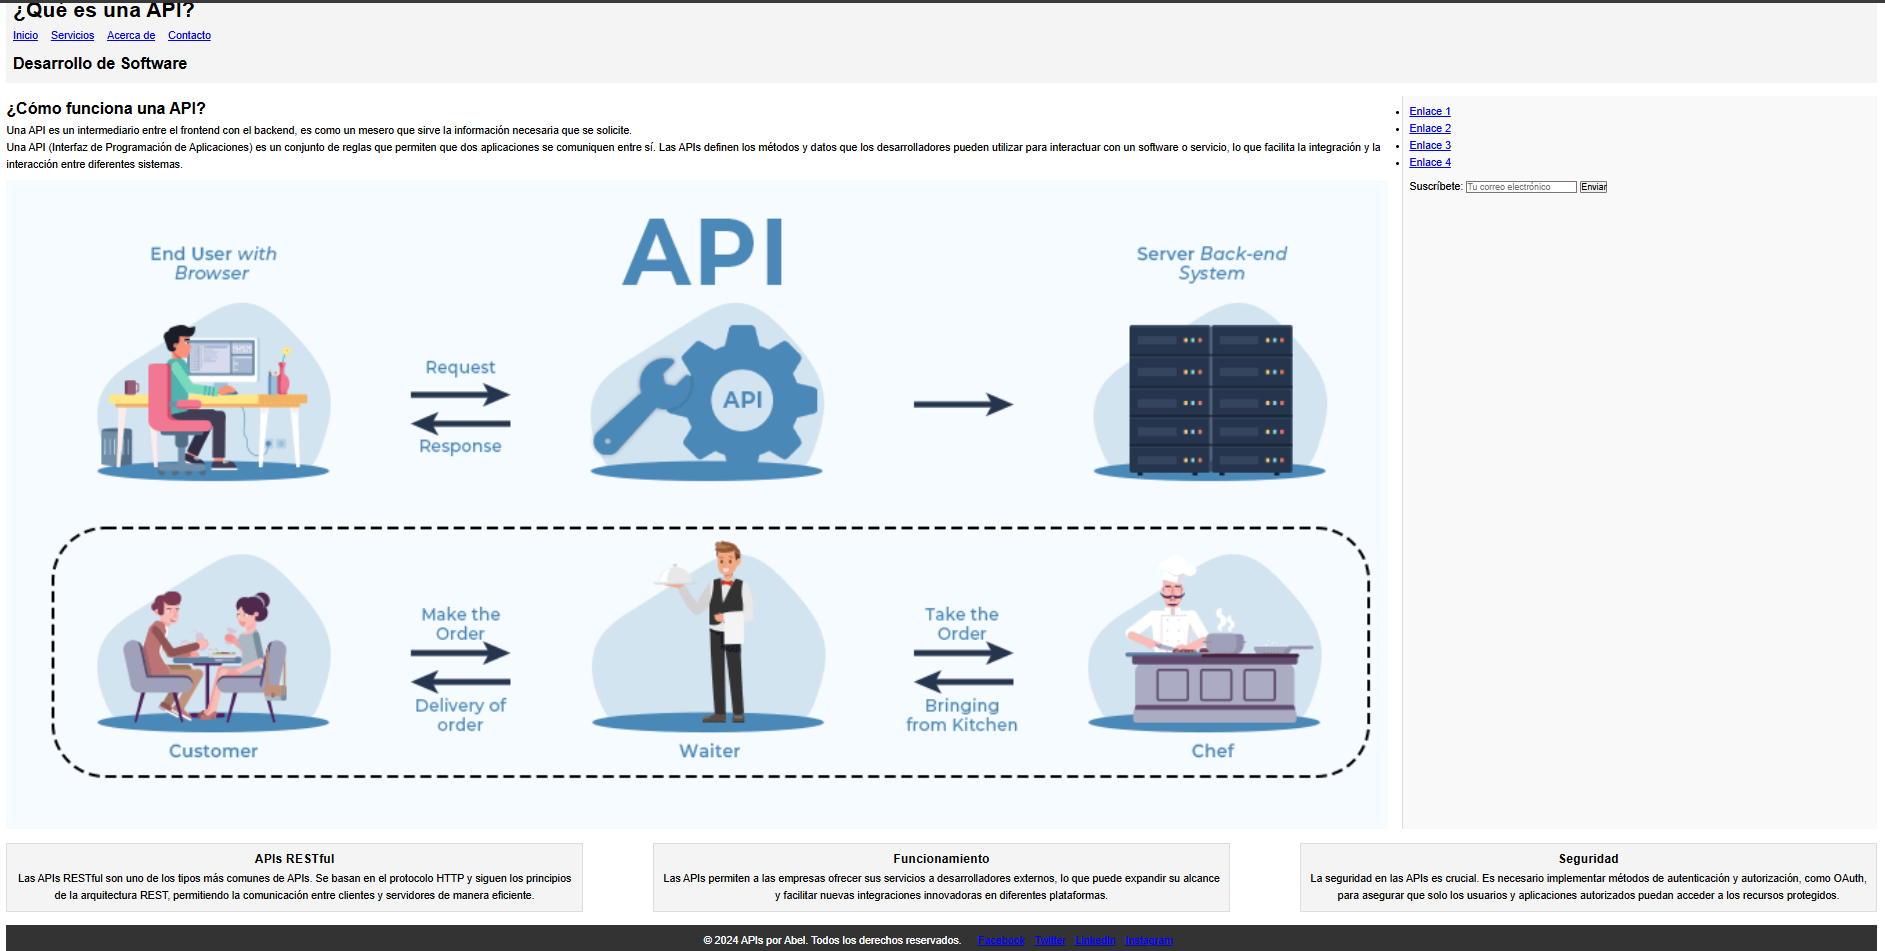 ¿Qué es una API?
Inicio Servicios Acerca de Contacto
Desarrollo de Software
¿Cómo funciona una API?
Una API es un intermediario entre el frontend con el backend, es como un mesero que sirve la información necesaria que se solicite.
Una API (Interfaz de Programación de Aplicaciones) es un conjunto de reglas que permiten que dos aplicaciones se comuniquen entre sí. Las APIs definen los métodos y datos que los desarrolladores pueden utilizar para interactuar con un software o servicio, lo que facilita la integración y la
interacción entre diferentes sistemas.
Enlace 1
Enlace 2
Enlace 3
Enlace 4
Suscríbete: Tu correo electrónico Enviar
API
End User with
Browser
Server Back-end
System
Request
API
Response
Make the
Order
Take the
Order
Delivery of
order
Bringing
from Kitchen
Customer
Waiter
Chef
APIs RESTful
Las APIs RESTful son uno de los tipos más comunes de APIs. Se basan en el protocolo HTTP y siguen los principios
de la arquitectura REST, permitiendo la comunicación entre clientes y servidores de manera eficiente.
Funcionamiento
Las APIs permiten a las empresas ofrecer sus servicios a desarrolladores externos, lo que puede expandir su alcance
y facilitar nuevas integraciones innovadoras en diferentes plataformas.
Seguridad
La seguridad en las APIs es crucial. Es necesario implementar métodos de autenticación y autorización, como OAuth,
para asegurar que solo los usuarios y aplicaciones autorizados puedan acceder a los recursos protegidos.
© 2024 APIs por Abel. Todos los derechos reservados. Facebook Twitter LinkedIn Instagram